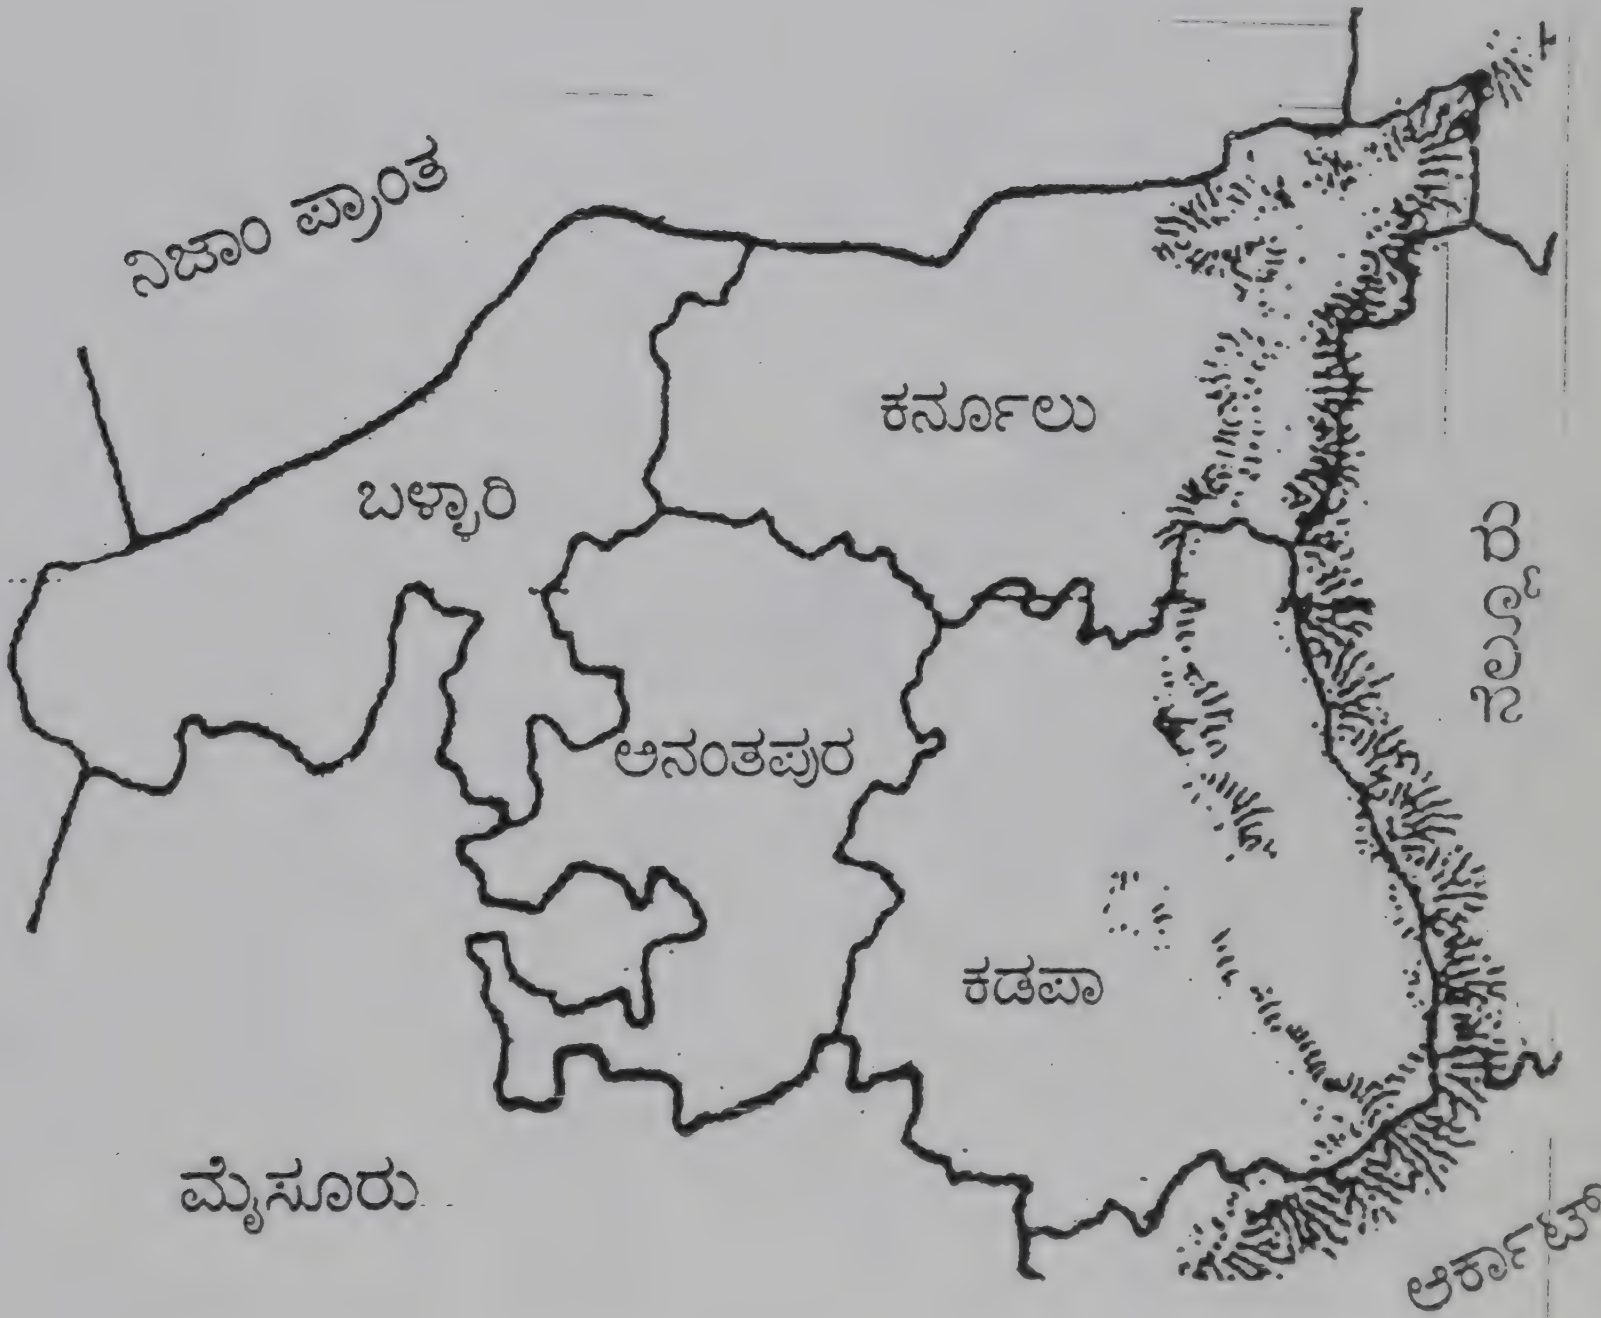 ನಿಜಾಂ ಪ್ರಾಂತ
ಕರ್ನೂಲು
ಬಳ್ಳಾರಿ
ನೆಲ್ಲೂರು
ಅನಂತಪುರ
ಕಡಪಾ
ಮೈಸೂರು
ಆರ್ಕಾಟ್